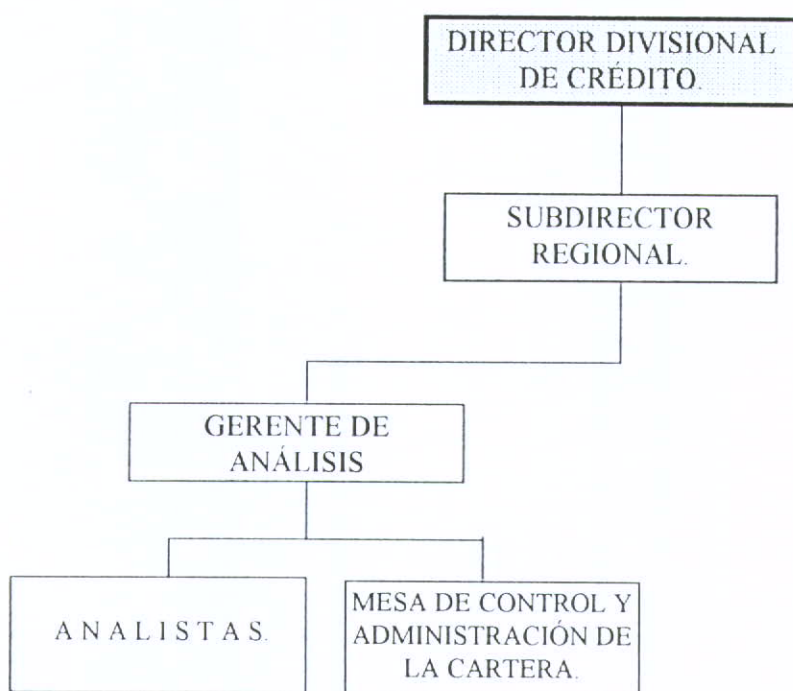 DIRECTOR DIVISIONAL
DE CRÉDITO.
SUBDIRECTOR
REGIONAL.
GERENTE DE
ANÁLISIS
A N A L I S T A S.
MESA DE CONTROL Y
ADMINISTRACIÓN DE
LA CARTERA.